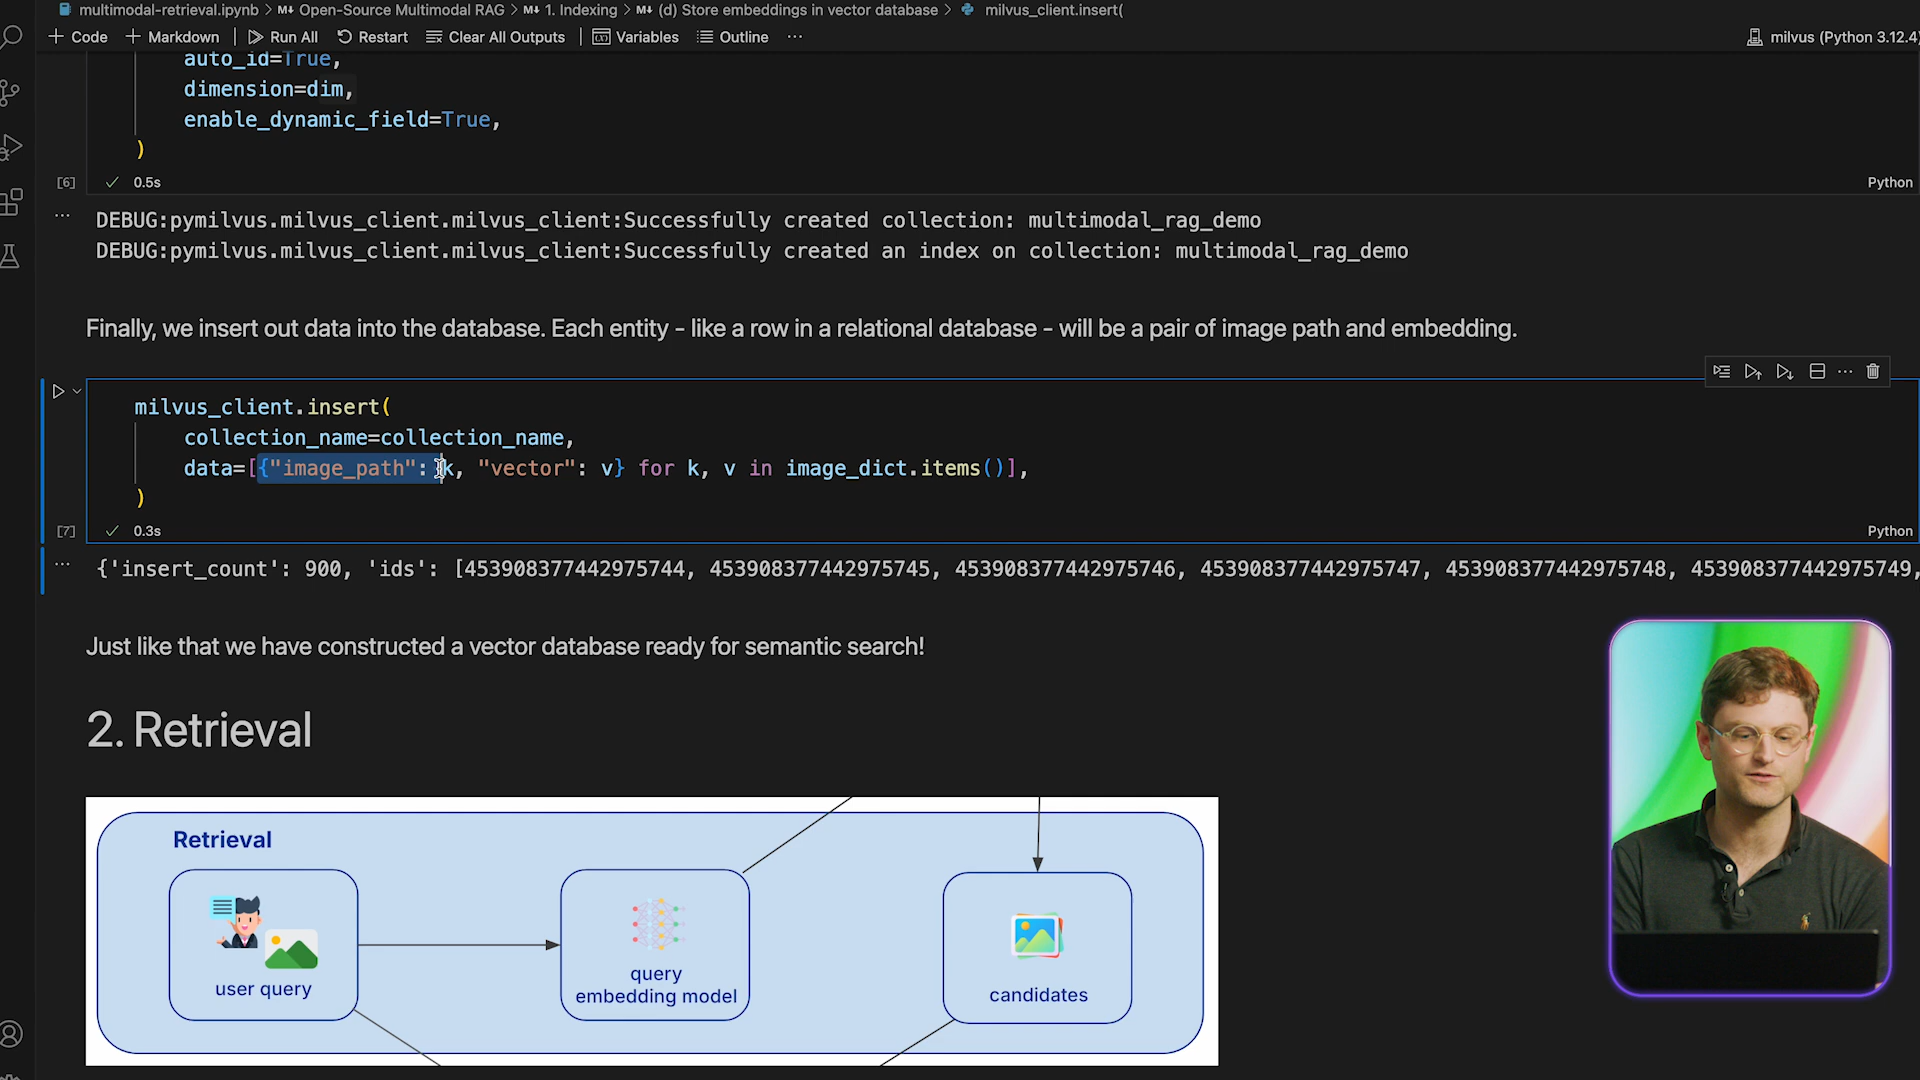 multimodal-retrieval.ipynb > M↓ Open-Source Multimodal RAG > M↓ 1. Indexing > M↓ (d) Store embeddings in vector database > milvus_client.insert(
+ Code + Markdown | Run All Restart Clear All Outputs | Variables Outline ... milvus (Python 3.12.4)
auto_id=True,
dimension=dim,
enable_dynamic_field=True,
)
[6] ✓ 0.5s Python
... DEBUG:pymilvus.milvus_client.milvus_client:Successfully created collection: multimodal_rag_demo
DEBUG:pymilvus.milvus_client.milvus_client:Successfully created an index on collection: multimodal_rag_demo
Finally, we insert out data into the database. Each entity - like a row in a relational database - will be a pair of image path and embedding.
milvus_client.insert(
collection_name=collection_name,
data=[{"image_path": k, "vector": v} for k, v in image_dict.items()],
)
[7] ✓ 0.3s Python
... {'insert_count': 900, 'ids': [453908377442975744, 453908377442975745, 453908377442975746, 453908377442975747, 453908377442975748, 453908377442975749,
Just like that we have constructed a vector database ready for semantic search!
2. Retrieval
Retrieval
user query
query
embedding model
candidates